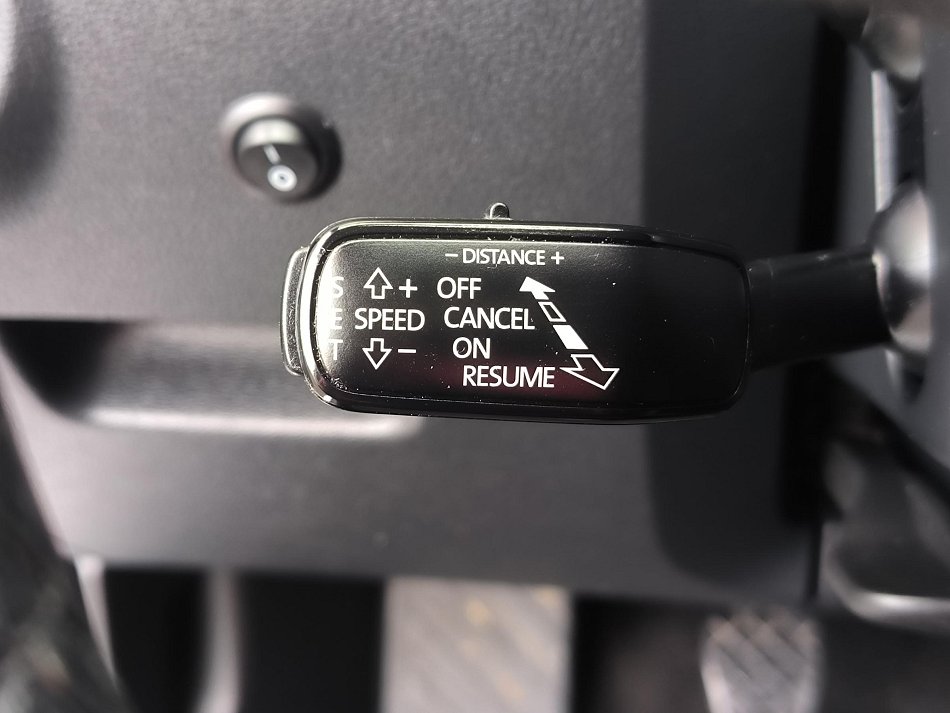 − DISTANCE +
S + OFF
E SPEED CANCEL
T − ON
RESUME